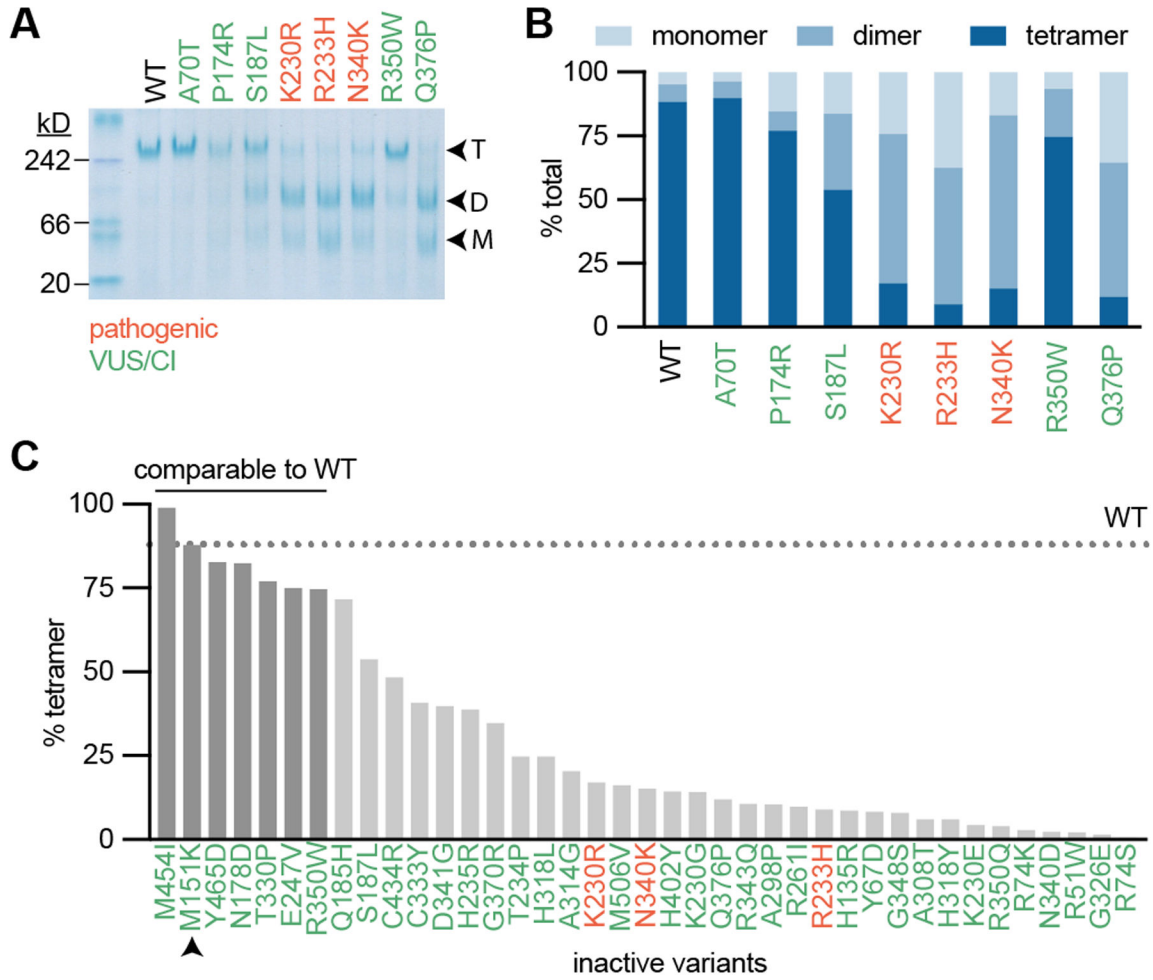 A
WT
A70T
P174R
S187L
K230R
R233H
N340K
R350W
Q376P
kD
242
66
20
T
D
M
pathogenic
VUS/CI
B
monomer dimer tetramer
100
75
50
25
0
% total
WT
A70T
P174R
S187L
K230R
R233H
N340K
R350W
Q376P
C
comparable to WT
WT
100
75
50
25
0
% tetramer
M454I
M151K
Y465D
N178D
T330P
E247V
R350W
Q185H
S187L
C434R
C333Y
D341G
H235R
G370R
T234P
H318L
A314G
K230R
M506V
N340K
H402Y
K230G
Q376P
R343Q
A298P
R261I
R233H
H135R
Y67D
G348S
A308T
H318Y
K230E
R350Q
R74K
N340D
R51W
G326E
R74S
inactive variants